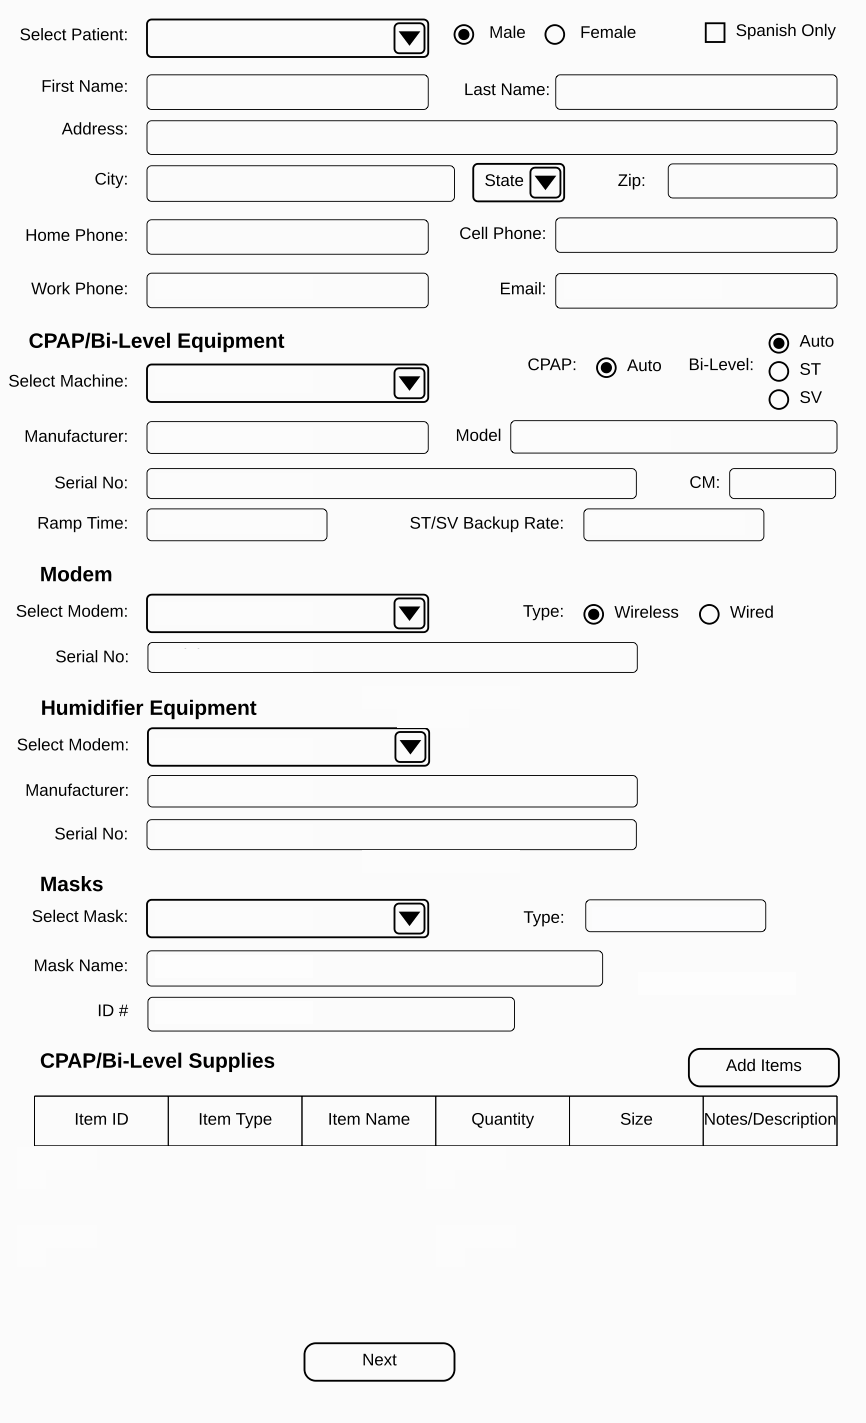 Select Patient: Male Female Spanish Only
First Name: Last Name:
Address:
City: State Zip:
Home Phone: Cell Phone:
Work Phone: Email:
CPAP/Bi-Level Equipment
Select Machine: CPAP: Auto Bi-Level: Auto
ST
SV
Manufacturer: Model
Serial No: CM:
Ramp Time: ST/SV Backup Rate:
Modem
Select Modem: Type: Wireless Wired
Serial No:
Humidifier Equipment
Select Modem:
Manufacturer:
Serial No:
Masks
Select Mask: Type:
Mask Name:
ID #
CPAP/Bi-Level Supplies Add Items
Item ID Item Type Item Name Quantity Size Notes/Description
Next